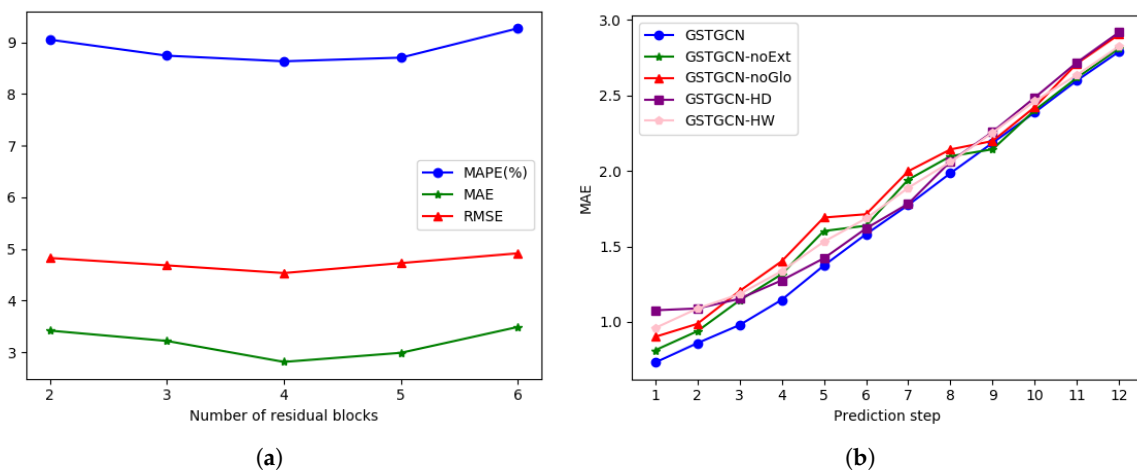 9
8
7
6
5
4
3
2
3
4
5
6
Number of residual blocks
MAPE(%)
MAE
RMSE
(a)
3.0
2.5
2.0
1.5
1.0
MAE
1
2
3
4
5
6
7
8
9
10
11
12
Prediction step
GSTGCN
GSTGCN-noExt
GSTGCN-noGlo
GSTGCN-HD
GSTGCN-HW
(b)